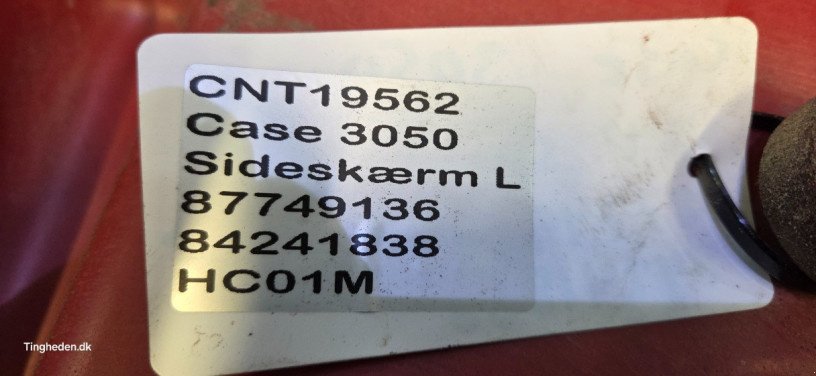 CNT19562
Case 3050
Sideskærm L
87749136
84241838
HC01M
Tingheden.dk